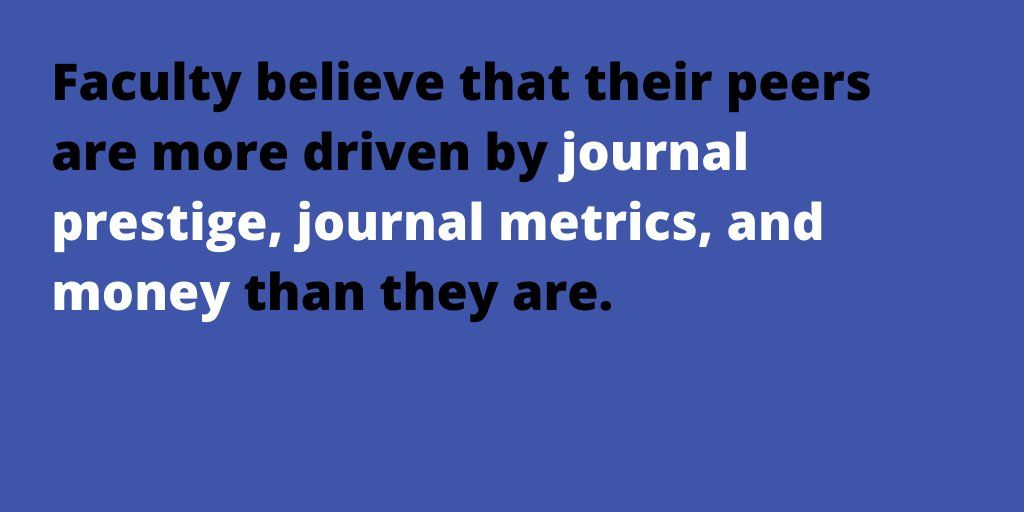 Faculty believe that their peers
are more driven by journal
prestige, journal metrics, and
money than they are.